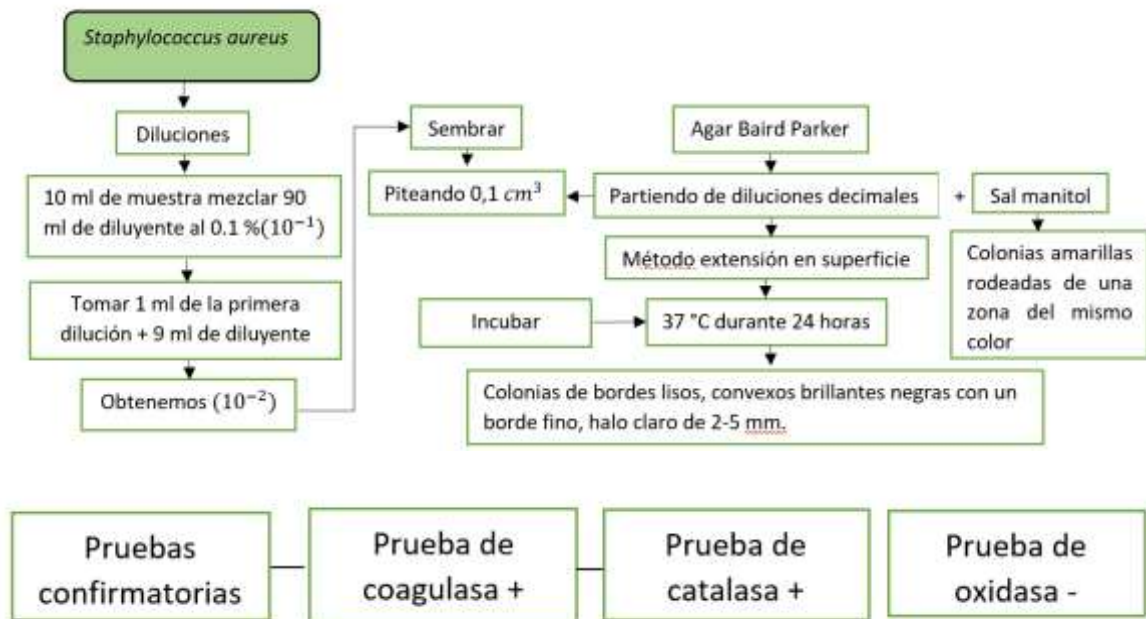 Staphylococcus aureus
Diluciones
10 ml de muestra mezclar 90
ml de diluyente al 0.1 %(10⁻¹)
Tomar 1 ml de la primera
dilución + 9 ml de diluyente
Obtenemos (10⁻²)
Sembrar
Piteando 0,1 cm³
Agar Baird Parker
Partiendo de diluciones decimales
+ Sal manitol
Método extensión en superficie
Colonias amarillas
rodeadas de una
zona del mismo
color
Incubar
37 °C durante 24 horas
Colonias de bordes lisos, convexos brillantes negras con un
borde fino, halo claro de 2-5 mm.
Pruebas
confirmatorias
Prueba de
coagulasa +
Prueba de
catalasa +
Prueba de
oxidasa -